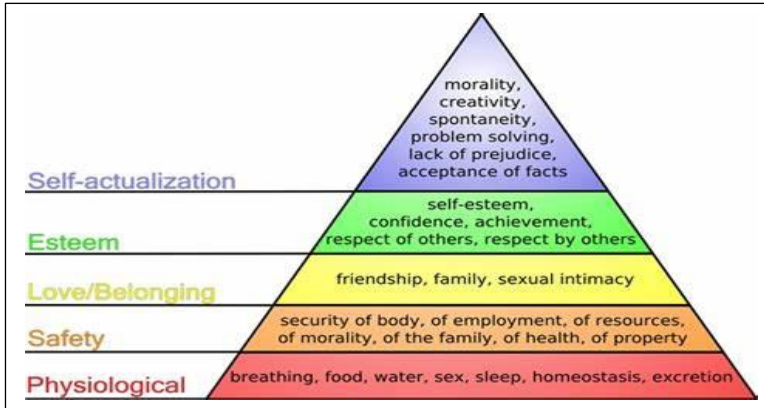 morality,
creativity,
spontaneity,
problem solving,
lack of prejudice,
acceptance of facts
Self-actualization
self-esteem,
confidence, achievement,
respect of others, respect by others
Esteem
friendship, family, sexual intimacy
Love/Belonging
security of body, of employment, of resources,
of morality, of the family, of health, of property
Safety
breathing, food, water, sex, sleep, homeostasis, excretion
Physiological